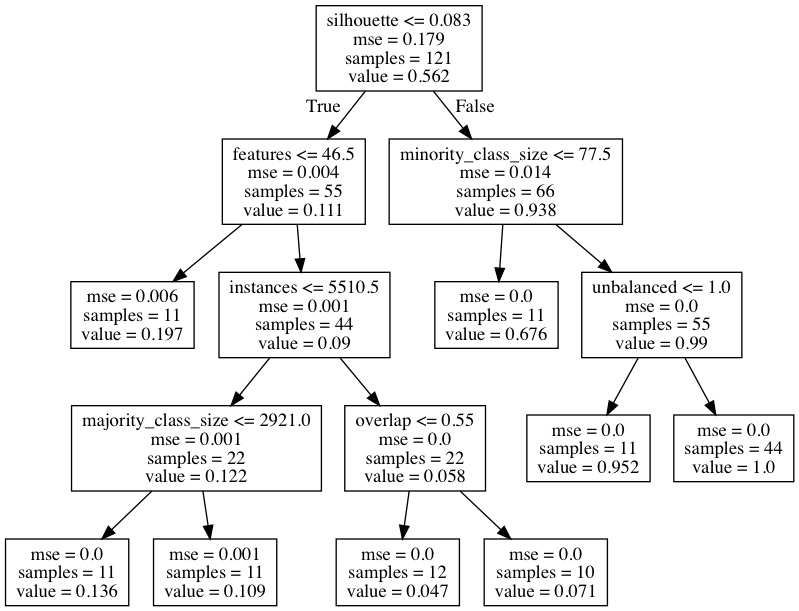 silhouette <= 0.083
mse = 0.179
samples = 121
value = 0.562
True
False
features <= 46.5
mse = 0.004
samples = 55
value = 0.111
minority_class_size <= 77.5
mse = 0.014
samples = 66
value = 0.938
mse = 0.006
samples = 11
value = 0.197
instances <= 5510.5
mse = 0.001
samples = 44
value = 0.09
mse = 0.0
samples = 11
value = 0.676
unbalanced <= 1.0
mse = 0.0
samples = 55
value = 0.99
majority_class_size <= 2921.0
mse = 0.001
samples = 22
value = 0.122
overlap <= 0.55
mse = 0.0
samples = 22
value = 0.058
mse = 0.0
samples = 11
value = 0.952
mse = 0.0
samples = 44
value = 1.0
mse = 0.0
samples = 11
value = 0.136
mse = 0.001
samples = 11
value = 0.109
mse = 0.0
samples = 12
value = 0.047
mse = 0.0
samples = 10
value = 0.071